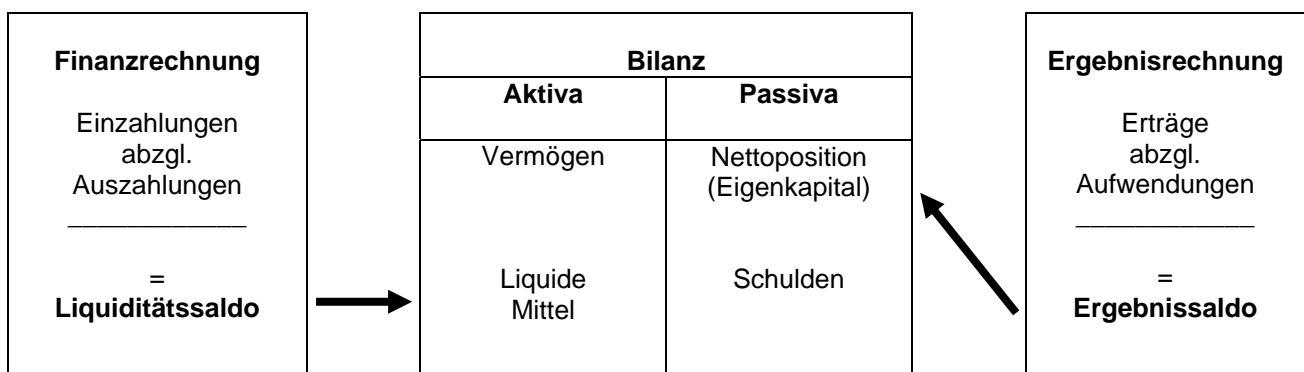 Finanzrechnung
Einzahlungen
abzgl.
Auszahlungen
=
Liquiditätssaldo
Bilanz
Aktiva Passiva
Vermögen Nettoposition
(Eigenkapital)
Liquide Schulden
Mittel
Ergebnisrechnung
Erträge
abzgl.
Aufwendungen
=
Ergebnissaldo